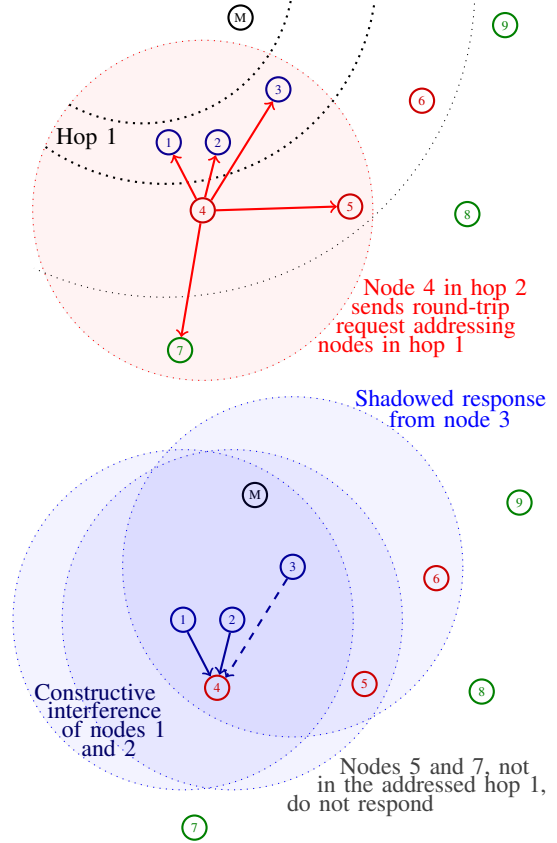 M
9
3
6
Hop 1
1
2
4
5
8
Node 4 in hop 2
sends round-trip
request addressing
nodes in hop 1
7
Shadowed response
from node 3
M
9
3
6
1
2
4
5
8
Constructive
interference
of nodes 1
and 2
Nodes 5 and 7, not
in the addressed hop 1,
do not respond
7